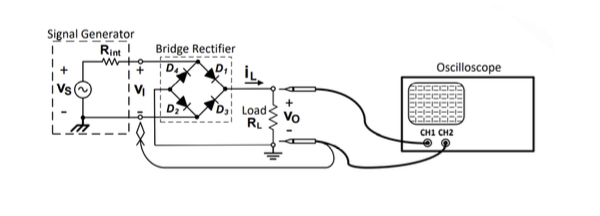 Signal Generator
Rint
Bridge Rectifier
Oscilloscope
+
+
D4
D1
iL
VS
Vi
-
-
D2
D3
Load
RL
+
VO
-
CH1 CH2